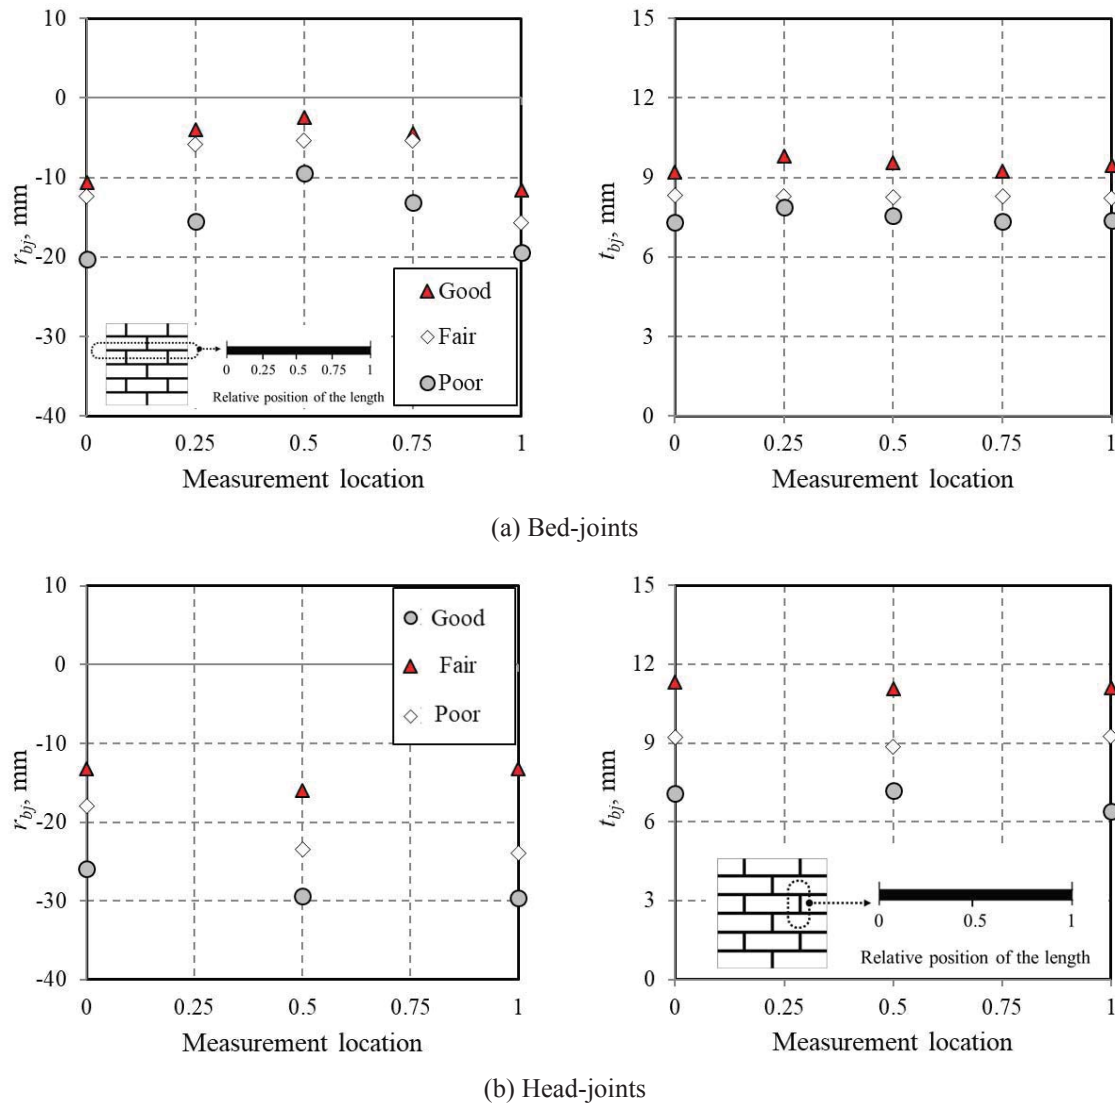 10
0
-10
-20
-30
-40
r_bj, mm
Good
Fair
Poor
0 0.25 0.5 0.75 1
Relative position of the length
0 0.25 0.5 0.75 1
Measurement location
15
12
9
6
3
0
t_bj, mm
0 0.25 0.5 0.75 1
Measurement location
(a) Bed-joints
10
0
-10
-20
-30
-40
r_bj, mm
Good
Fair
Poor
0 0.25 0.5 0.75 1
Measurement location
15
12
9
6
3
0
t_bj, mm
0 0.5 1
Relative position of the length
0 0.25 0.5 0.75 1
Measurement location
(b) Head-joints